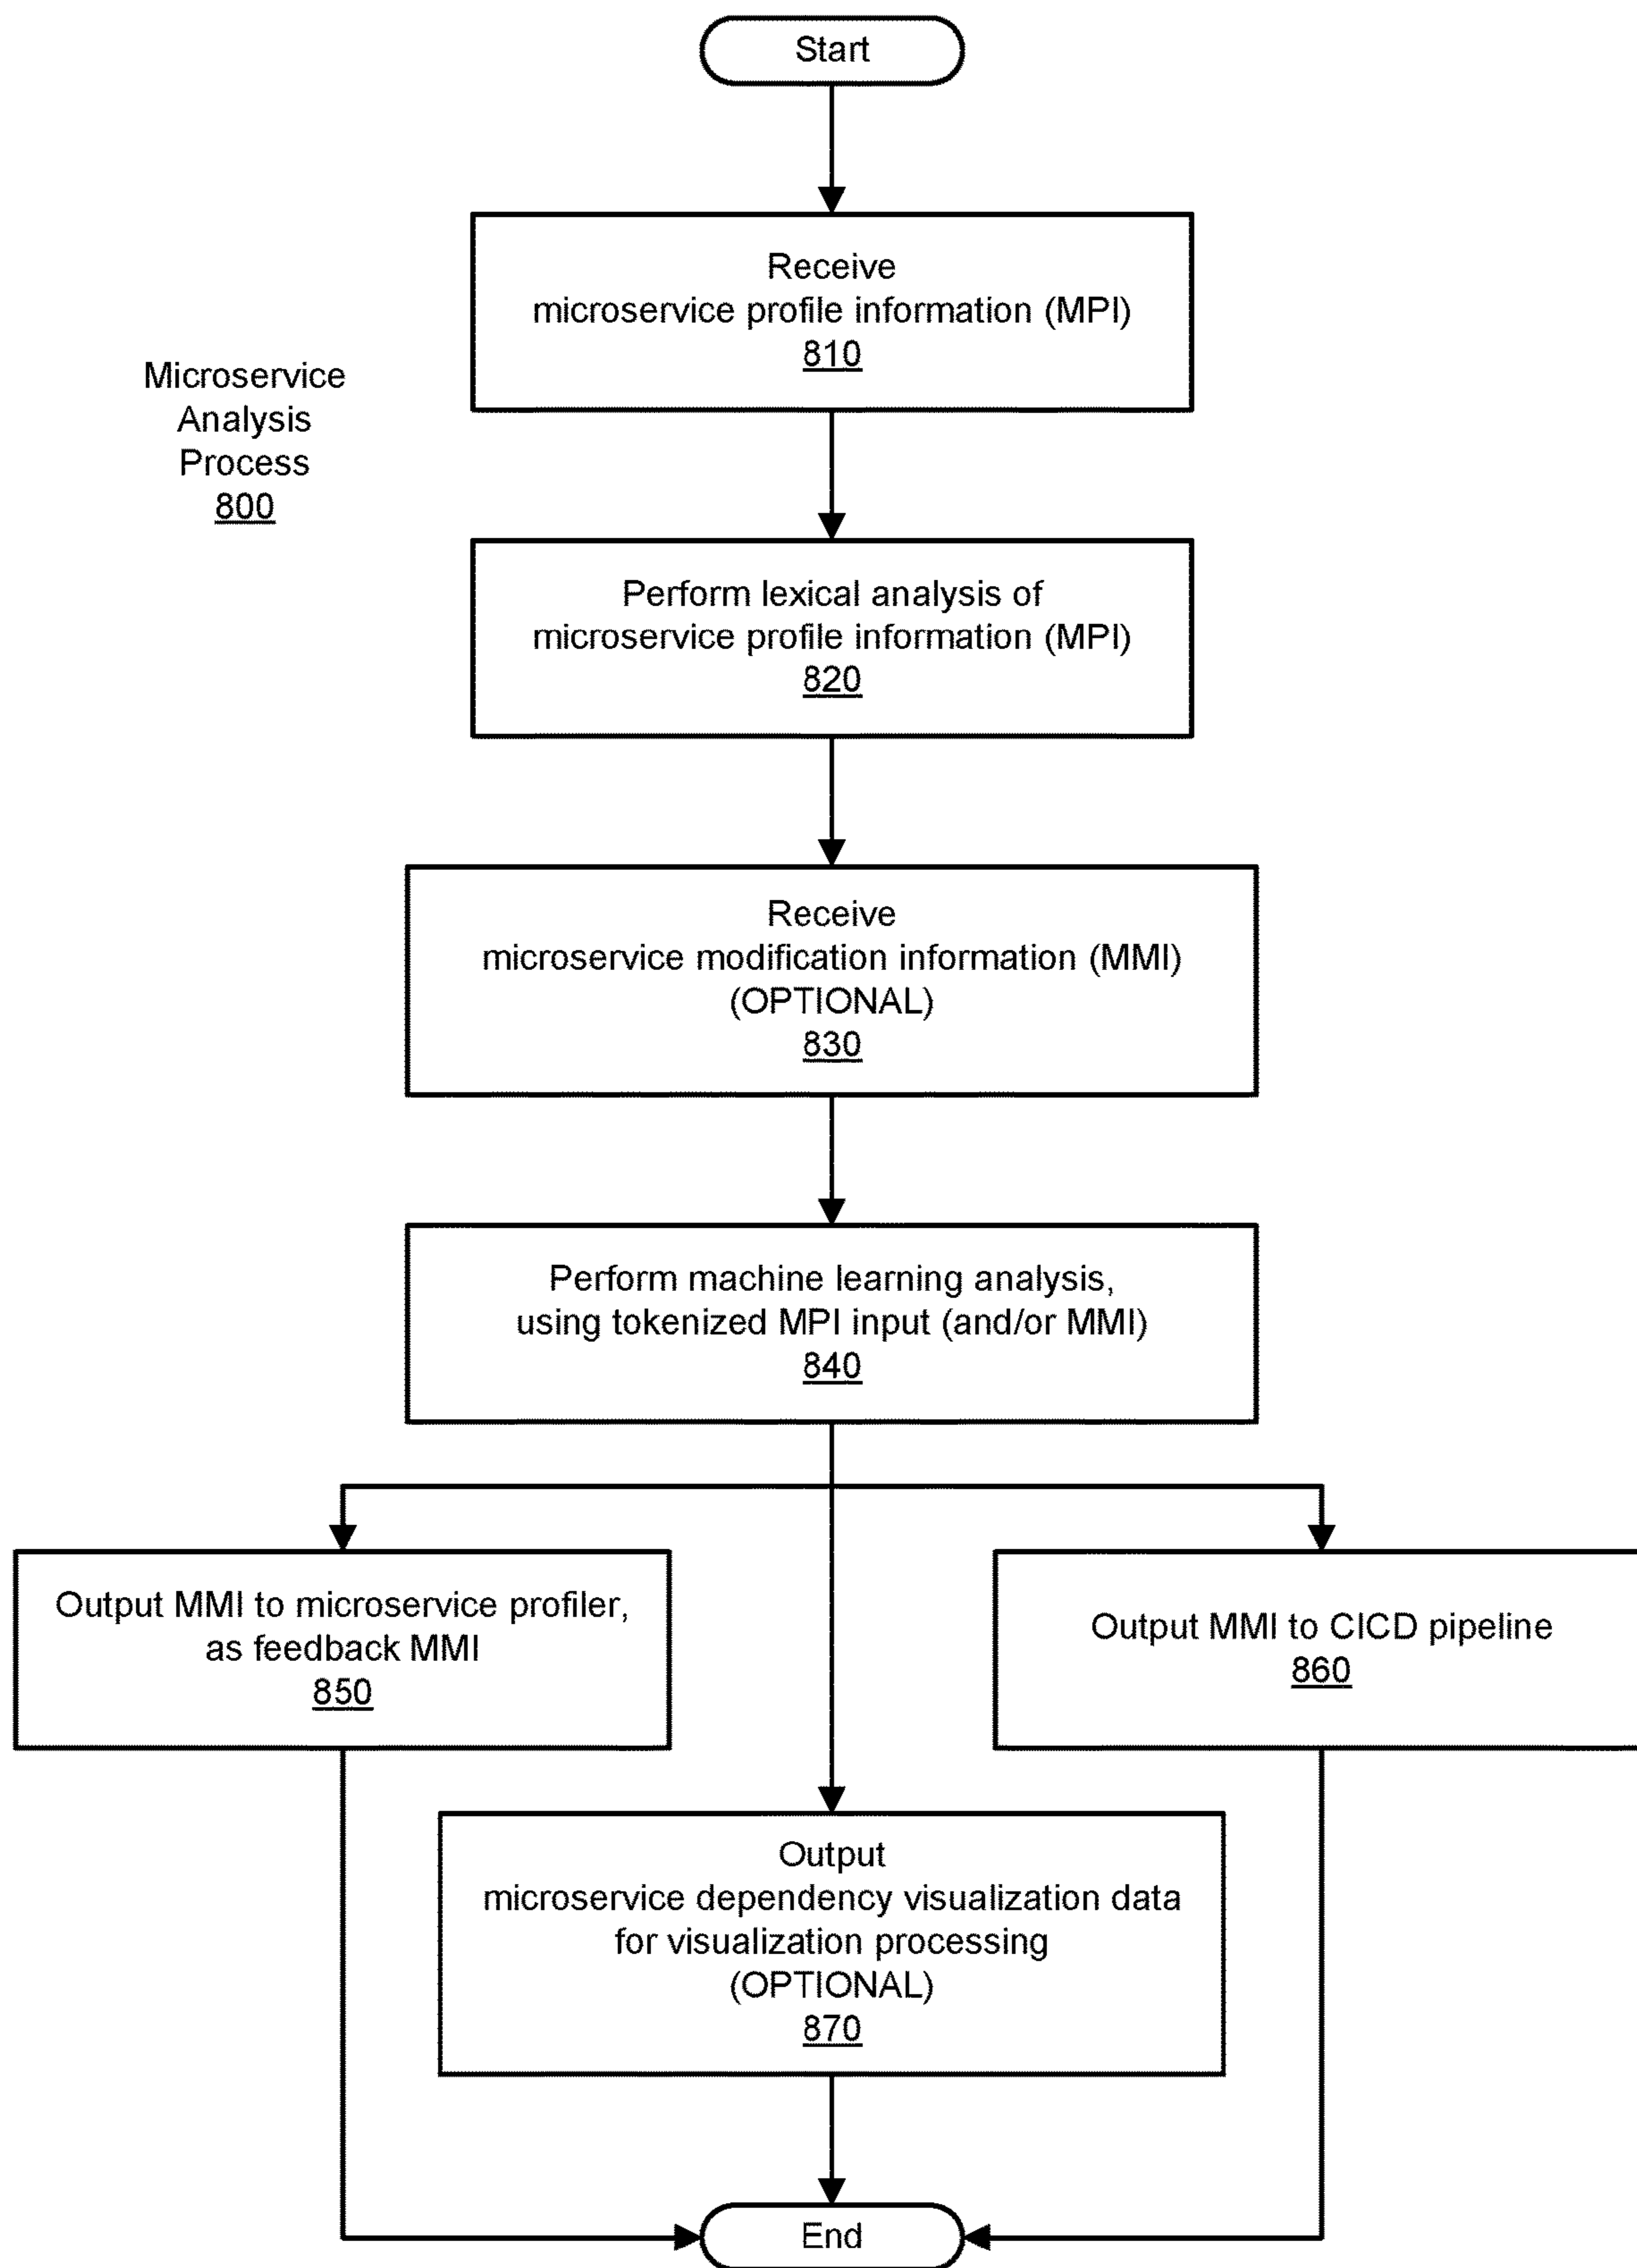 Start
Receive
microservice profile information (MPI)
810
Microservice
Analysis
Process
800
Perform lexical analysis of
microservice profile information (MPI)
820
Receive
microservice modification information (MMI)
(OPTIONAL)
830
Perform machine learning analysis,
using tokenized MPI input (and/or MMI)
840
Output MMI to microservice profiler,
as feedback MMI
850
Output MMI to CICD pipeline
860
Output
microservice dependency visualization data
for visualization processing
(OPTIONAL)
870
End